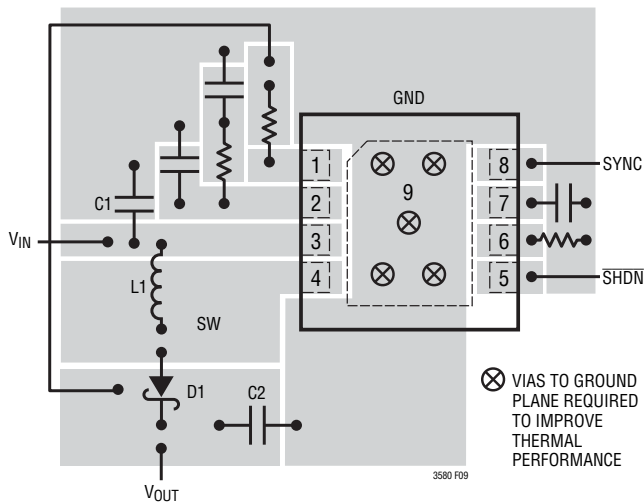 GND
1
8
SYNC
2
9
7
C1
VIN
3
6
4
5
SHDN
L1
SW
VIAS TO GROUND
PLANE REQUIRED
TO IMPROVE
THERMAL
PERFORMANCE
D1
C2
3580 F09
VOUT